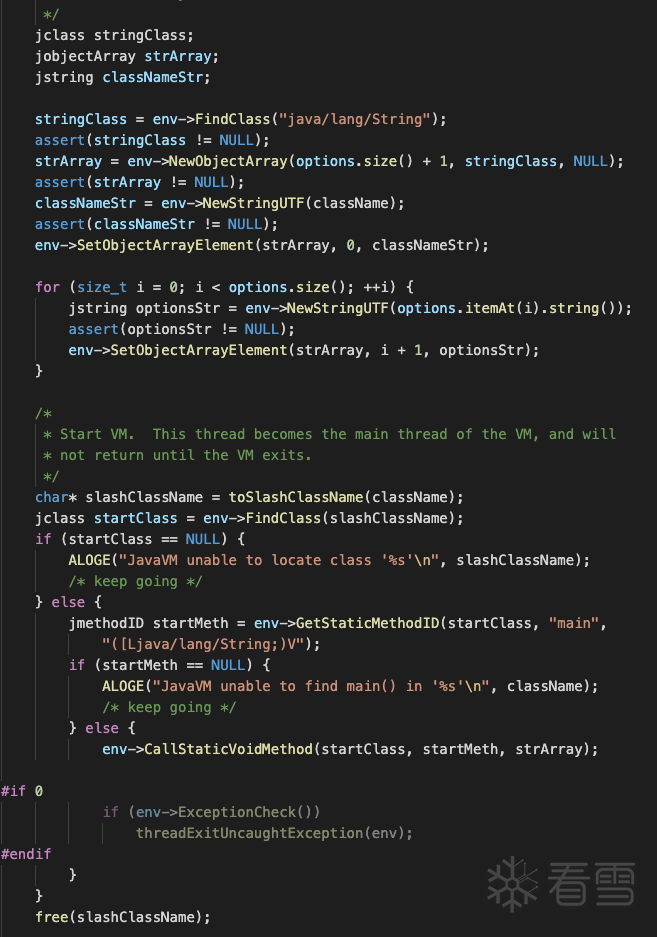 */
jclass stringClass;
jobjectArray strArray;
jstring classNameStr;
stringClass = env->FindClass("java/lang/String");
assert(stringClass != NULL);
strArray = env->NewObjectArray(options.size() + 1, stringClass, NULL);
assert(strArray != NULL);
classNameStr = env->NewStringUTF(className);
assert(classNameStr != NULL);
env->SetObjectArrayElement(strArray, 0, classNameStr);
for (size_t i = 0; i < options.size(); ++i) {
jstring optionsStr = env->NewStringUTF(options.itemAt(i).string());
assert(optionsStr != NULL);
env->SetObjectArrayElement(strArray, i + 1, optionsStr);
}
/*
* Start VM.  This thread becomes the main thread of the VM, and will
* not return until the VM exits.
*/
char* slashClassName = toSlashClassName(className);
jclass startClass = env->FindClass(slashClassName);
if (startClass == NULL) {
ALOGE("JavaVM unable to locate class '%s'\n", slashClassName);
/* keep going */
} else {
jmethodID startMeth = env->GetStaticMethodID(startClass, "main",
"([Ljava/lang/String;)V");
if (startMeth == NULL) {
ALOGE("JavaVM unable to find main() in '%s'\n", className);
/* keep going */
} else {
env->CallStaticVoidMethod(startClass, startMeth, strArray);
#if 0
if (env->ExceptionCheck())
threadExitUncaughtException(env);
#endif
}
}
free(slashClassName);
看雪